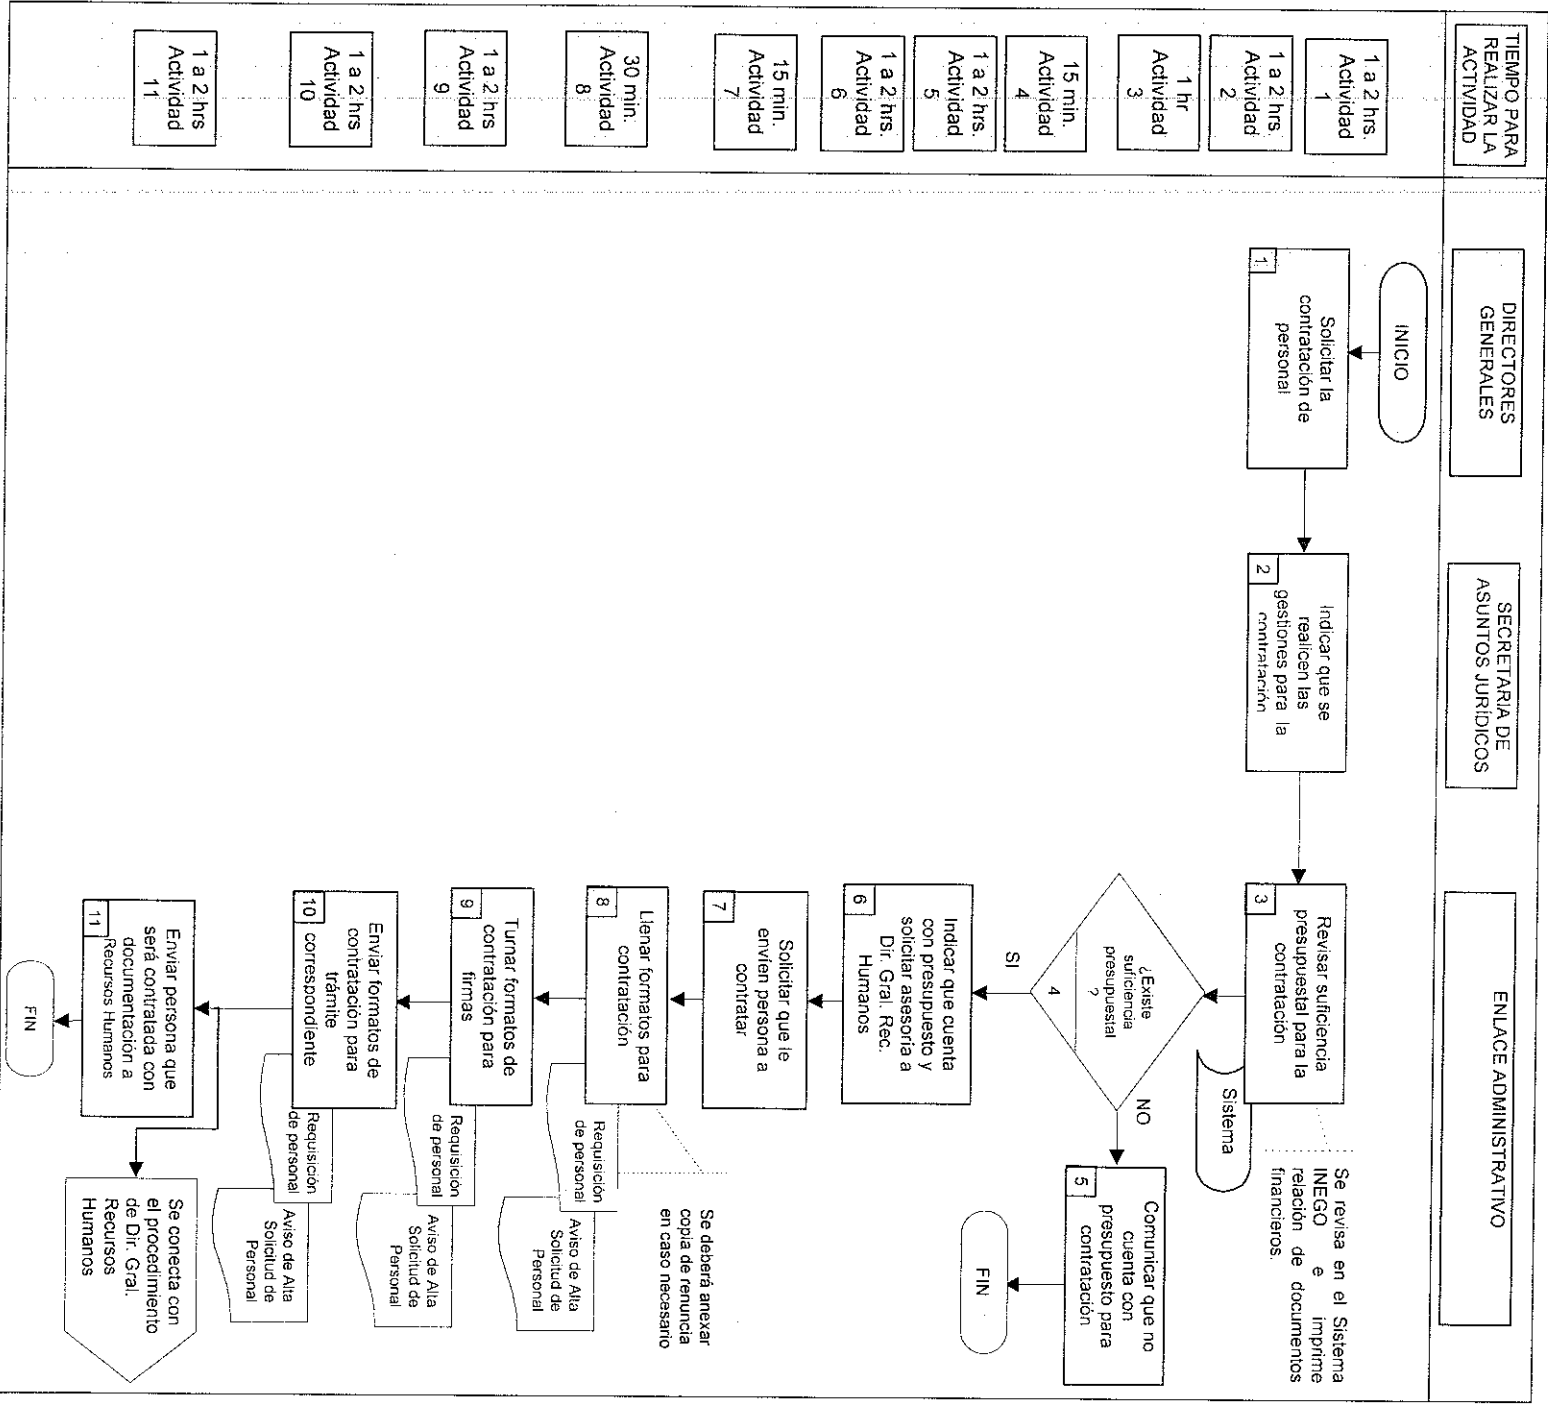 TIEMPO PARA
REALIZAR LA
ACTIVIDAD
DIRECTORES
GENERALES
SECRETARIA DE
ASUNTOS JURÍDICOS
ENLACE ADMINISTRATIVO
1 a 2 hrs.
Actividad
1
1 a 2 hrs.
Actividad
2
1 hr
Actividad
3
15 min.
Actividad
4
1 a 2 hrs.
Actividad
5
1 a 2 hrs.
Actividad
6
15 min.
Actividad
7
30 min.
Actividad
8
1 a 2 hrs
Actividad
9
1 a 2 hrs
Actividad
10
1 a 2 hrs
Actividad
11
INICIO
Solicitar la
contratación de
personal
1
Indicar que se
realicen las
gestiones para la
contratación
2
Revisar suficiencia
presupuestal para la
contratación
3
Sistema
Se revisa en el Sistema
INEGO e imprime
relación de documentos
financieros.
¿Existe
suficiencia
presupuestal
?
4
NO
SI
Comunicar que no
cuenta con
presupuesto para
contratación
5
FIN
Indicar que cuenta
con presupuesto y
solicitar asesoría a
Dir. Gral. Rec.
Humanos
6
Solicitar que le
envíen persona a
contratar
7
Se deberá anexar
copia de renuncia
en caso necesario
Llenar formatos para
contratación
8
Requisición
de personal
Aviso de Alta
Solicitud de
Personal
Turnar formatos de
contratación para
firmas
9
Requisición
de personal
Aviso de Alta
Solicitud de
Personal
Enviar formatos de
contratación para
trámite
correspondiente
10
Requisición
de personal
Aviso de Alta
Solicitud de
Personal
Enviar persona que
será contratada con
documentación a
Recursos Humanos
11
Se conecta con
el procedimiento
de Dir. Gral.
Recursos
Humanos
FIN